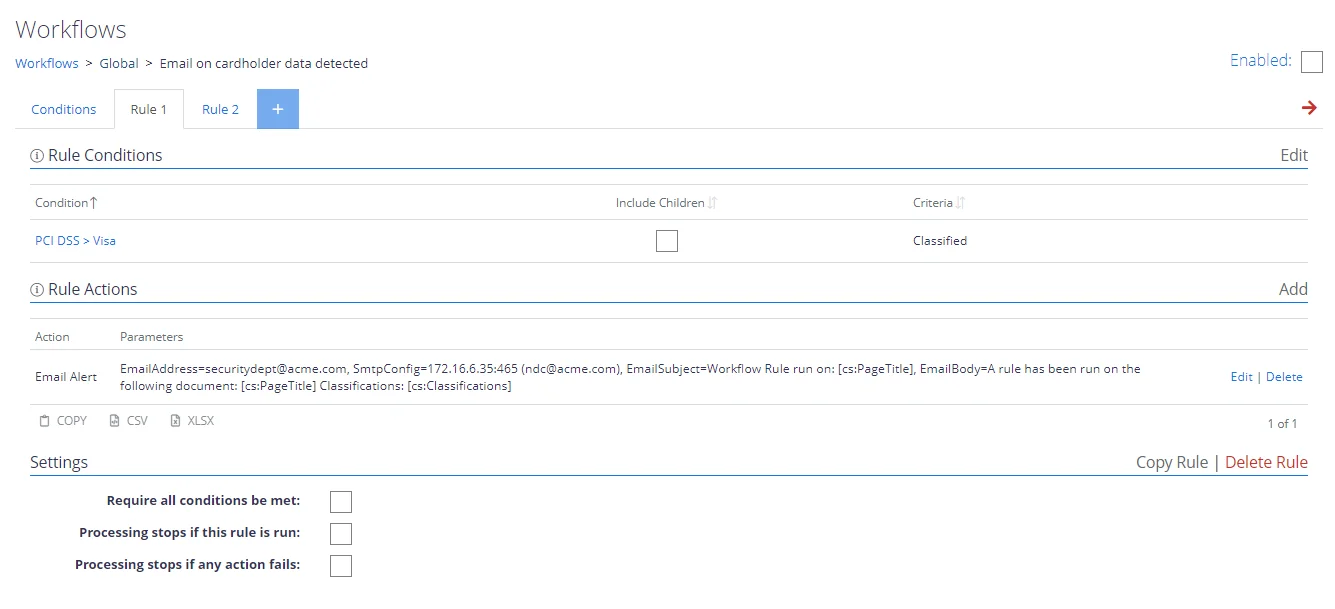 Workflows
Workflows > Global > Email on cardholder data detected
Enabled:
Conditions Rule 1 Rule 2 +
Rule Conditions Edit
Condition Include Children Criteria
PCI DSS > Visa Classified
Rule Actions Add
Action Parameters
Email Alert EmailAddress=securitydept@acme.com, SmtpConfig=172.16.6.35:465 (ndc@acme.com), EmailSubject=Workflow Rule run on: [cs:PageTitle], EmailBody=A rule has been run on the
following document: [cs:PageTitle] Classifications: [cs:Classifications]
Edit | Delete
COPY CSV XLSX 1 of 1
Settings Copy Rule | Delete Rule
Require all conditions be met:
Processing stops if this rule is run:
Processing stops if any action fails: